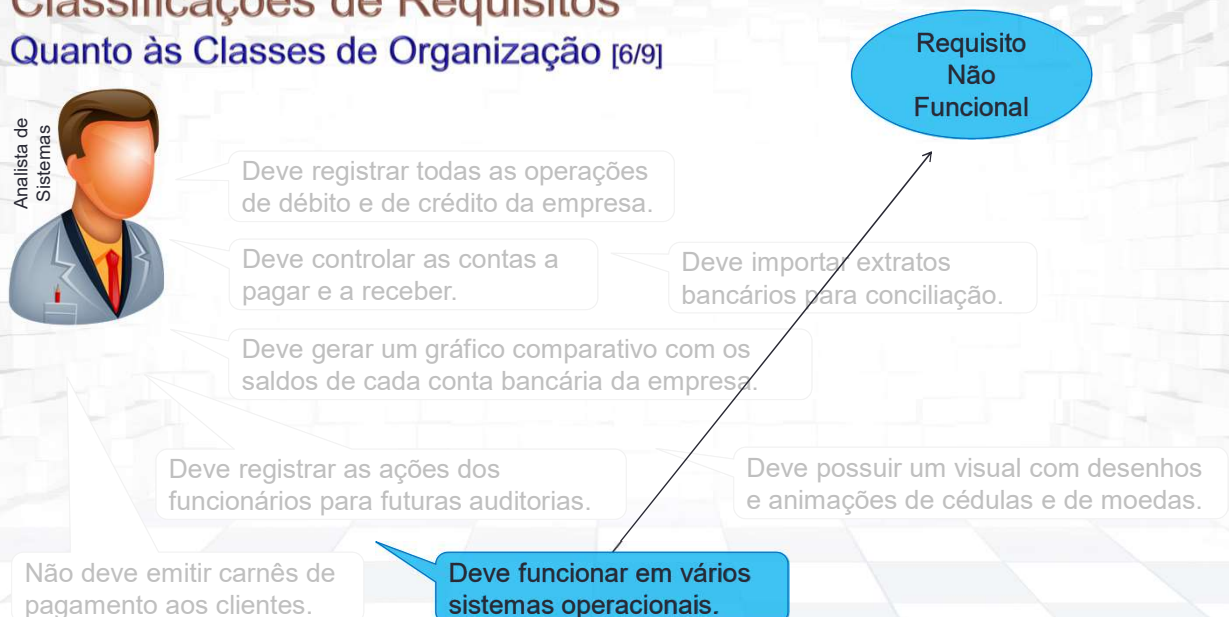 Classificações de Requisitos
Quanto às Classes de Organização [6/9]
Requisito
Não
Funcional
Analista de
Sistemas
Deve registrar todas as operações
de débito e de crédito da empresa.
Deve controlar as contas a
pagar e a receber.
Deve importar extratos
bancários para conciliação.
Deve gerar um gráfico comparativo com os
saldos de cada conta bancária da empresa.
Deve registrar as ações dos
funcionários para futuras auditorias.
Deve possuir um visual com desenhos
e animações de cédulas e de moedas.
Não deve emitir carnês de
pagamento aos clientes.
Deve funcionar em vários
sistemas operacionais.